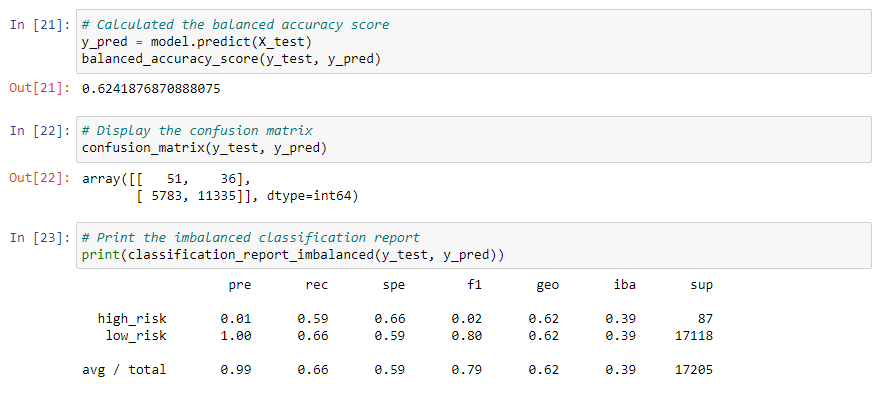 In [21]: # Calculated the balanced accuracy score
y_pred = model.predict(X_test)
balanced_accuracy_score(y_test, y_pred)
Out[21]: 0.6241876870888075
In [22]: # Display the confusion matrix
confusion_matrix(y_test, y_pred)
Out[22]: array([[   51,    36],
       [ 5783, 11335]], dtype=int64)
In [23]: # Print the imbalanced classification report
print(classification_report_imbalanced(y_test, y_pred))
pre       rec       spe        f1       geo       iba       sup
high_risk       0.01      0.59      0.66      0.02      0.62      0.39        87
low_risk       1.00      0.66      0.59      0.80      0.62      0.39     17118
avg / total       0.99      0.66      0.59      0.79      0.62      0.39     17205